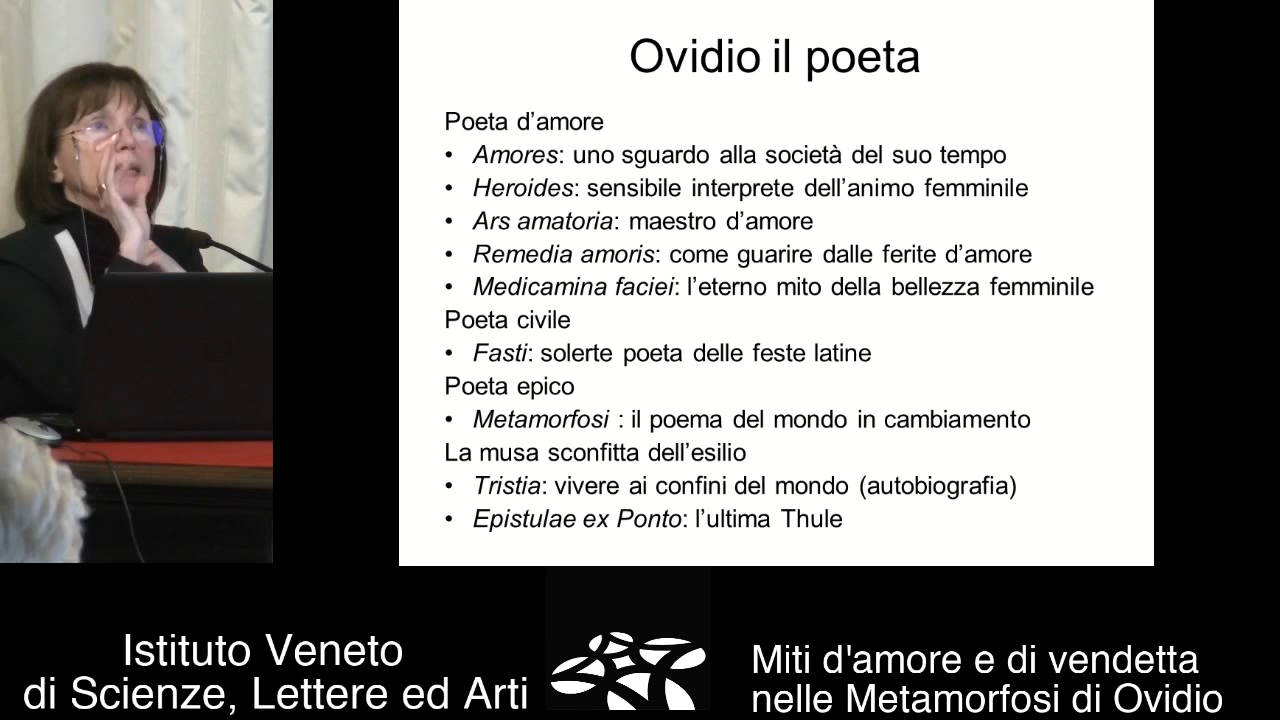 Ovidio il poeta
Poeta d’amore
• Amores: uno sguardo alla società del suo tempo
• Heroides: sensibile interprete dell’animo femminile
• Ars amatoria: maestro d’amore
• Remedia amoris: come guarire dalle ferite d’amore
• Medicamina faciei: l’eterno mito della bellezza femminile
Poeta civile
• Fasti: solerte poeta delle feste latine
Poeta epico
• Metamorfosi : il poema del mondo in cambiamento
La musa sconfitta dell’esilio
• Tristia: vivere ai confini del mondo (autobiografia)
• Epistulae ex Ponto: l’ultima Thule
Istituto Veneto
di Scienze, Lettere ed Arti
Miti d'amore e di vendetta
nelle Metamorfosi di Ovidio